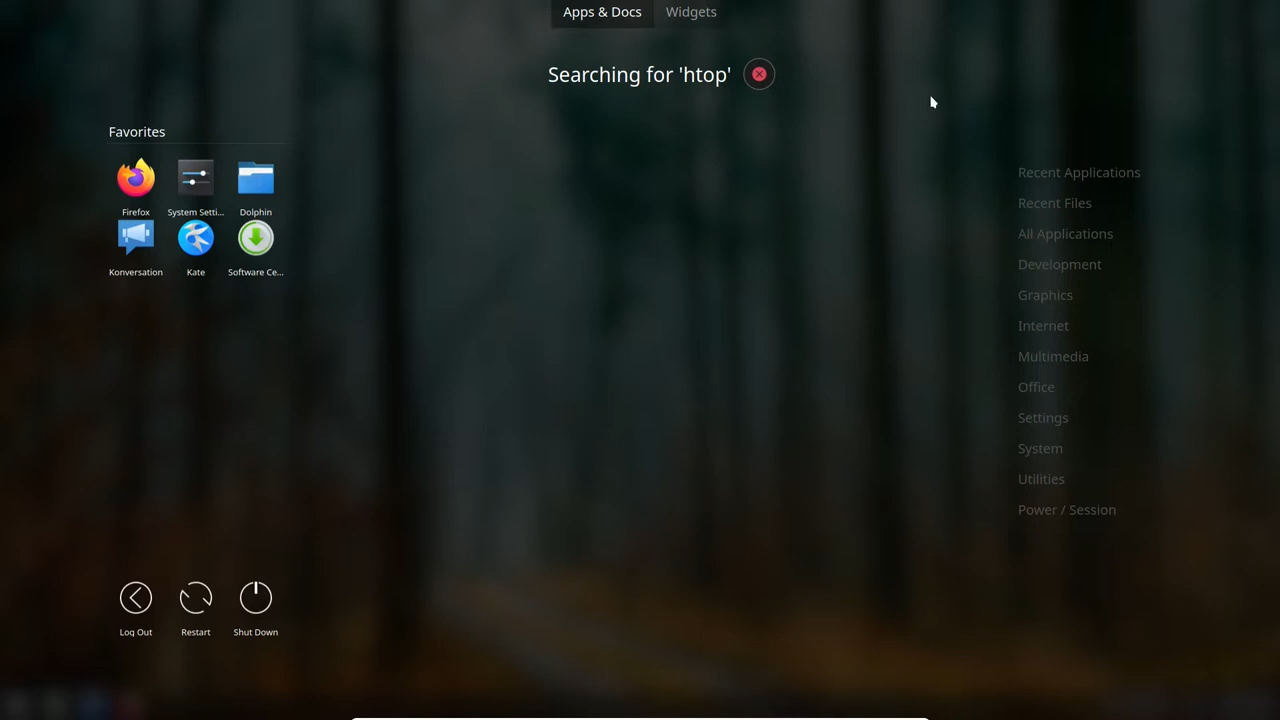 Apps & Docs Widgets
Searching for 'htop'
Favorites
Firefox System Setti... Dolphin
Konversation Kate Software Ce...
Recent Applications
Recent Files
All Applications
Development
Graphics
Internet
Multimedia
Office
Settings
System
Utilities
Power / Session
Log Out Restart Shut Down